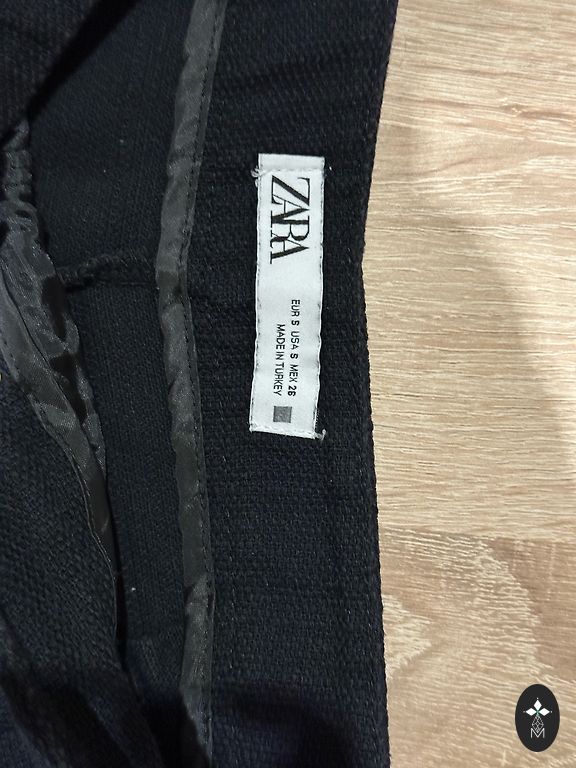 ZARA
EUR S USA S MEX 26
MADE IN TURKEY
M